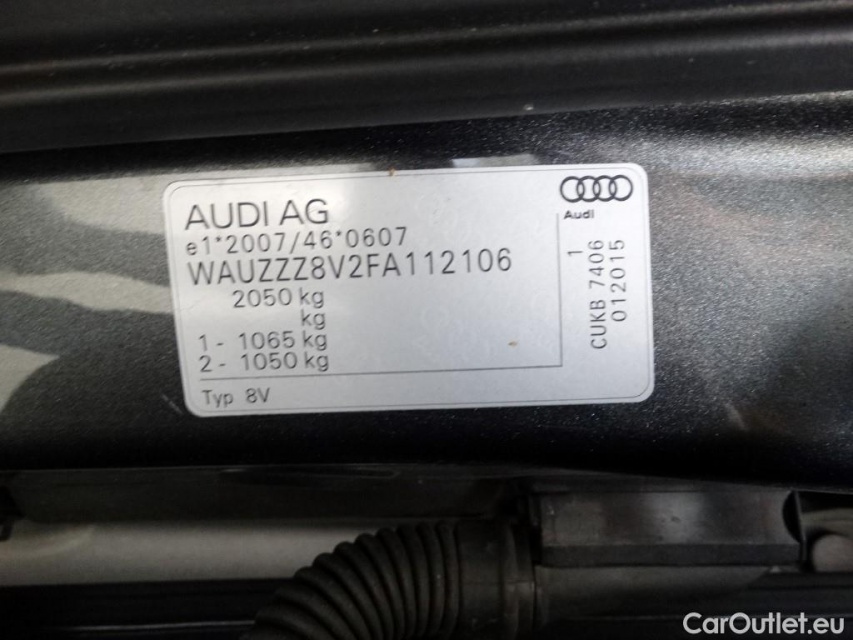 AUDI AG
e1*2007/46*0607
WAUZZZ8V2FA112106
2050 kg
kg
1 - 1065 kg
2 - 1050 kg
Typ 8V
Audi
1
CUKB 7406
012015
CarOutlet.eu